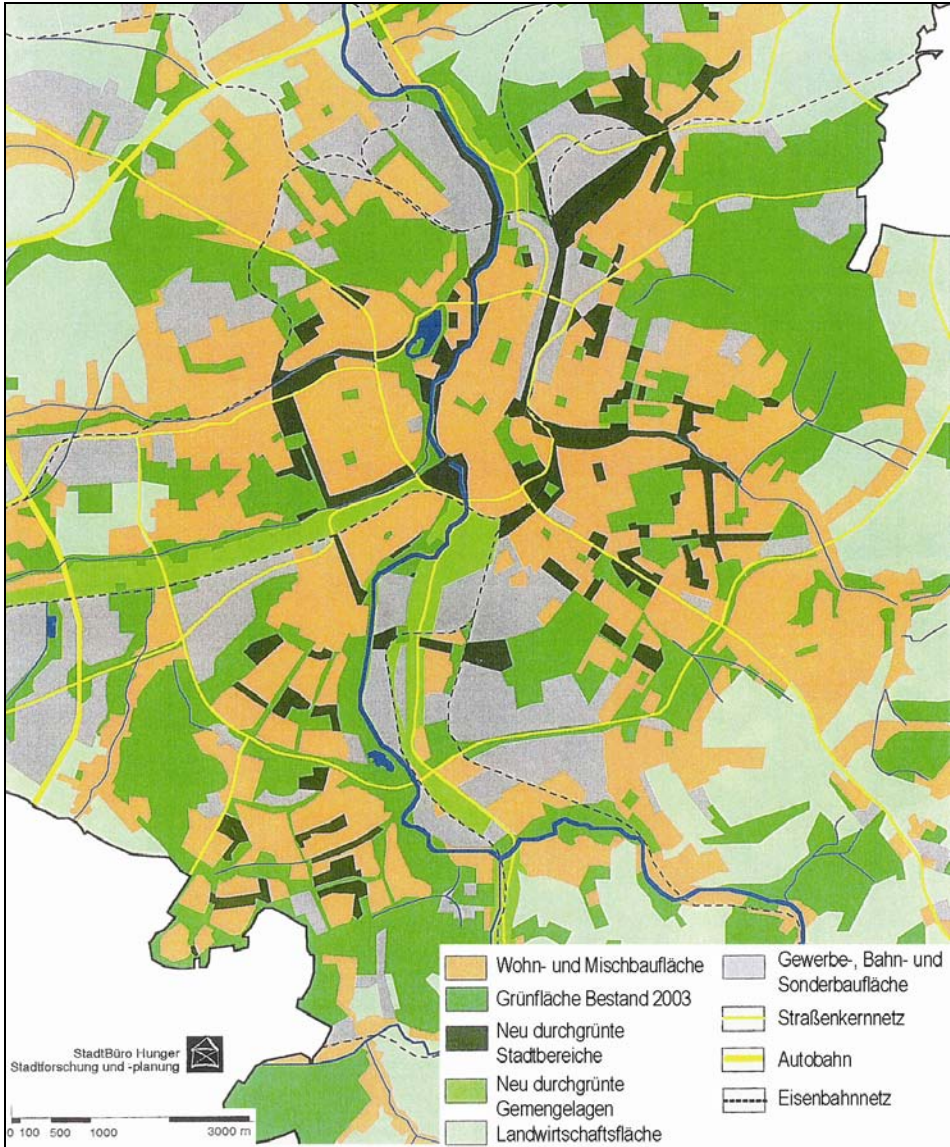 Wohn- und Mischbaufläche
Grünfläche Bestand 2003
Neu durchgrünte
Stadtbereiche
Neu durchgrünte
Gemengelagen
Landwirtschaftsfläche
Gewerbe-, Bahn- und
Sonderbaufläche
Straßenkernnetz
Autobahn
Eisenbahnnetz
StadtBüro Hunger
Stadtforschung und -planung
0 100 500 1000 3000 m